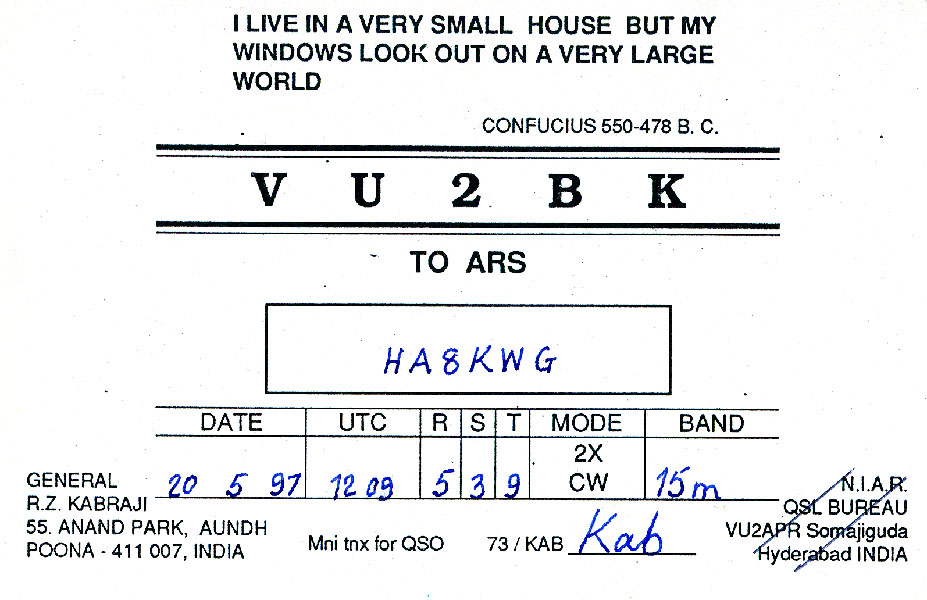 I LIVE IN A VERY SMALL HOUSE BUT MY
WINDOWS LOOK OUT ON A VERY LARGE
WORLD
CONFUCIUS 550-478 B. C.
V U 2 B K
TO ARS
HA8KWG
DATE UTC R S T MODE BAND
2X
20 5 97 1209 5 3 9 CW 15m
GENERAL
R.Z. KABRAJI
55. ANAND PARK, AUNDH
POONA - 411 007, INDIA
Mni tnx for QSO 73 / KAB Kab
N.I.A.R.
QSL BUREAU
VU2APR Somajiguda
Hyderabad INDIA